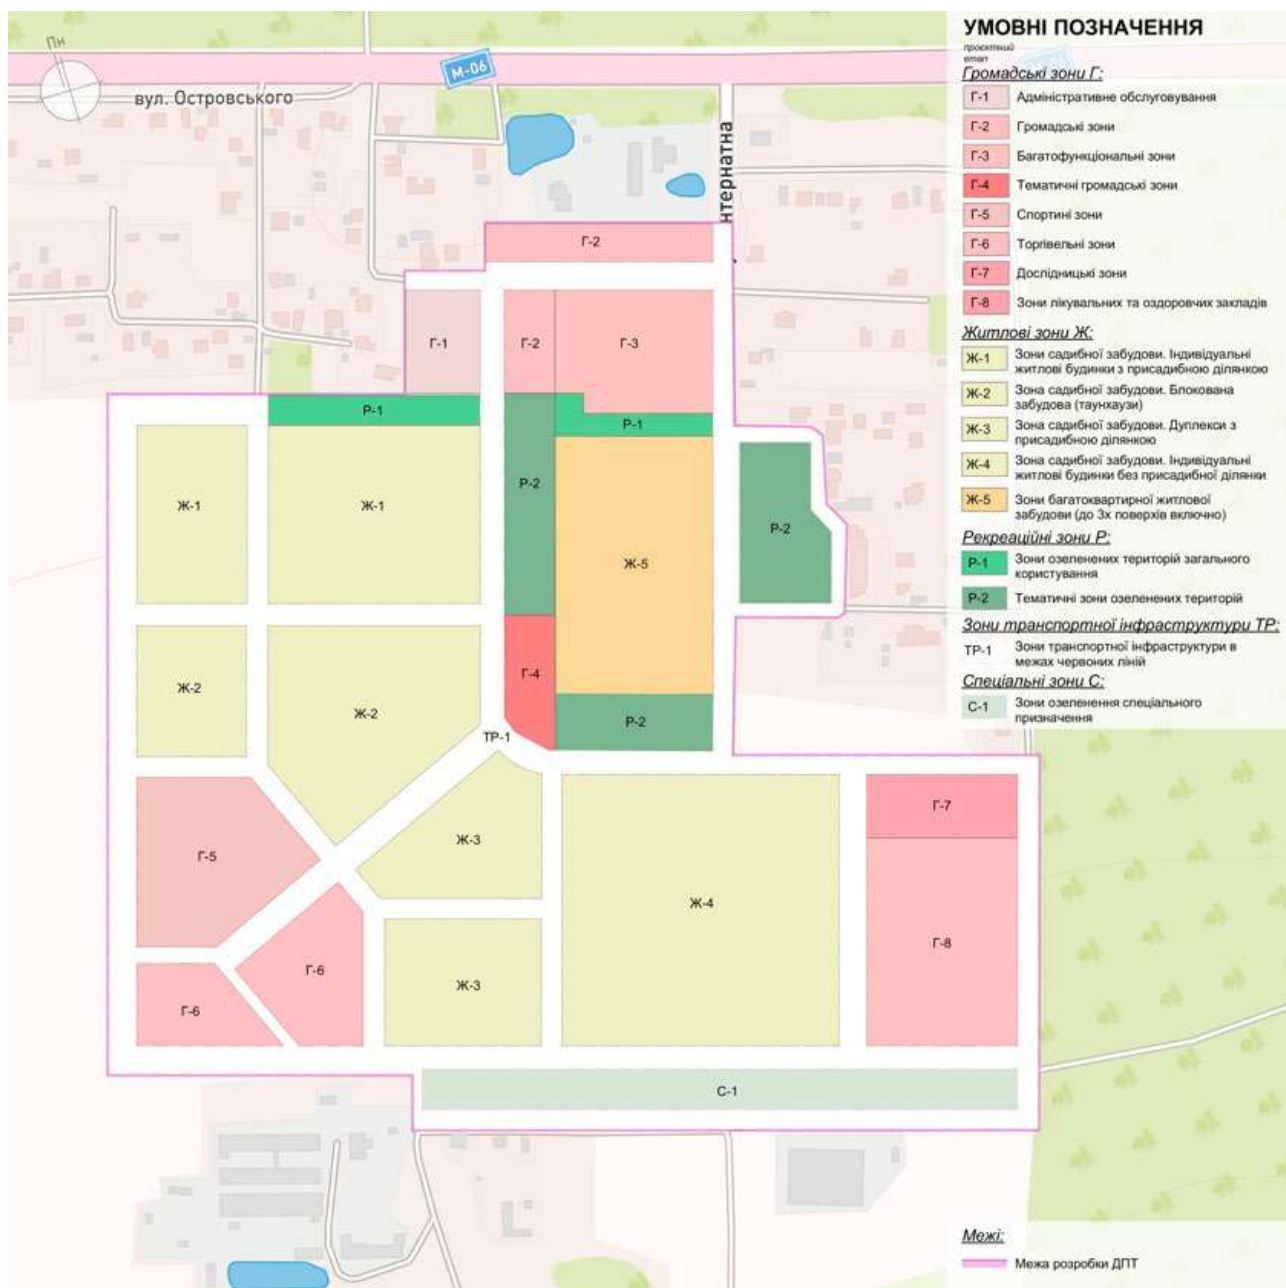 УМОВНІ ПОЗНАЧЕННЯ
проєктний
етап
Громадські зони Г:
Г-1 Адміністративне обслуговування
Г-2 Громадські зони
Г-3 Багатофункціональні зони
Г-4 Тематичні громадські зони
Г-5 Спортині зони
Г-6 Торгівельні зони
Г-7 Дослідницькі зони
Г-8 Зони лікувальних та оздоровчих закладів
Житлові зони Ж:
Ж-1 Зони садибної забудови. Індивідуальні
житлові будинки з присадибною ділянкою
Ж-2 Зона садибної забудови. Блокована
забудова (таунхаузи)
Ж-3 Зона садибної забудови. Дуплекси з
присадибною ділянкою
Ж-4 Зона садибної забудови. Індивідуальні
житлові будинки без присадибної ділянки
Ж-5 Зони багатоквартирної житлової
забудови (до 3х поверхів включно)
Рекреаційні зони Р:
Р-1 Зони озеленених територій загального
користування
Р-2 Тематичні зони озеленених територій
Зони транспортної інфраструктури ТР:
ТР-1 Зони транспортної інфраструктури в
межах червоних ліній
Спеціальні зони С:
С-1 Зони озеленення спеціального
призначення
Межі:
Межа розробки ДПТ
Пн
М-06
вул. Островського
нтернатна
Г-2
Г-1
Г-2
Г-3
Р-1
Р-1
Ж-1
Ж-1
Р-2
Р-2
Ж-5
Ж-2
Ж-2
Г-4
Р-2
ТР-1
Г-7
Ж-3
Г-5
Ж-4
Г-8
Г-6
Ж-3
Г-6
С-1